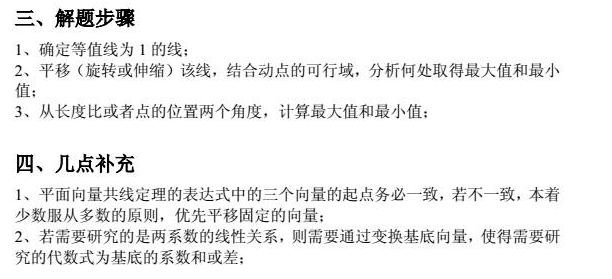 三、解题步骤
1、确定等值线为 1 的线；
2、平移（旋转或伸缩）该线，结合动点的可行域，分析何处取得最大值和最小
值；
3、从长度比或者点的位置两个角度，计算最大值和最小值；
四、几点补充
1、平面向量共线定理的表达式中的三个向量的起点务必一致，若不一致，本着
少数服从多数的原则，优先平移固定的向量；
2、若需要研究的是两系数的线性关系，则需要通过变换基底向量，使得需要研
究的代数式为基底的系数和或差；